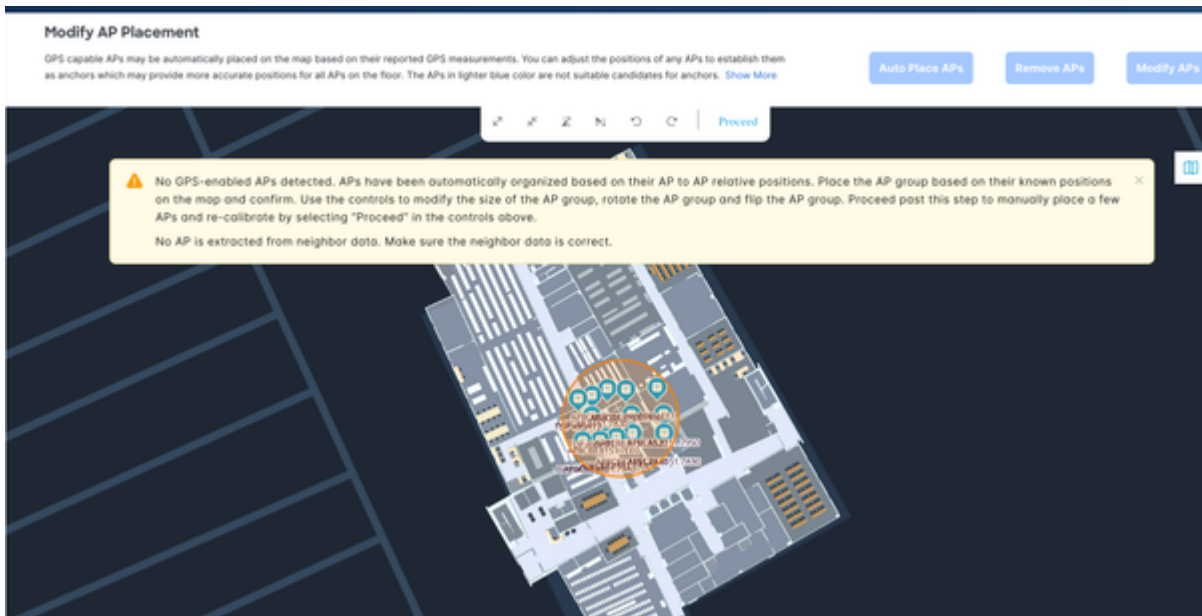 Modify AP Placement
GPS capable APs may be automatically placed on the map based on their reported GPS measurements. You can adjust the positions of any APs to establish them
as anchors which may provide more accurate positions for all APs on the floor. The APs in lighter blue color are not suitable candidates for anchors. Show More
Auto Place APs
Remove APs
Modify APs
Proceed
No GPS-enabled APs detected. APs have been automatically organized based on their AP to AP relative positions. Place the AP group based on their known positions
on the map and confirm. Use the controls to modify the size of the AP group, rotate the AP group and flip the AP group. Proceed past this step to manually place a few
APs and re-calibrate by selecting "Proceed" in the controls above.
No AP is extracted from neighbor data. Make sure the neighbor data is correct.